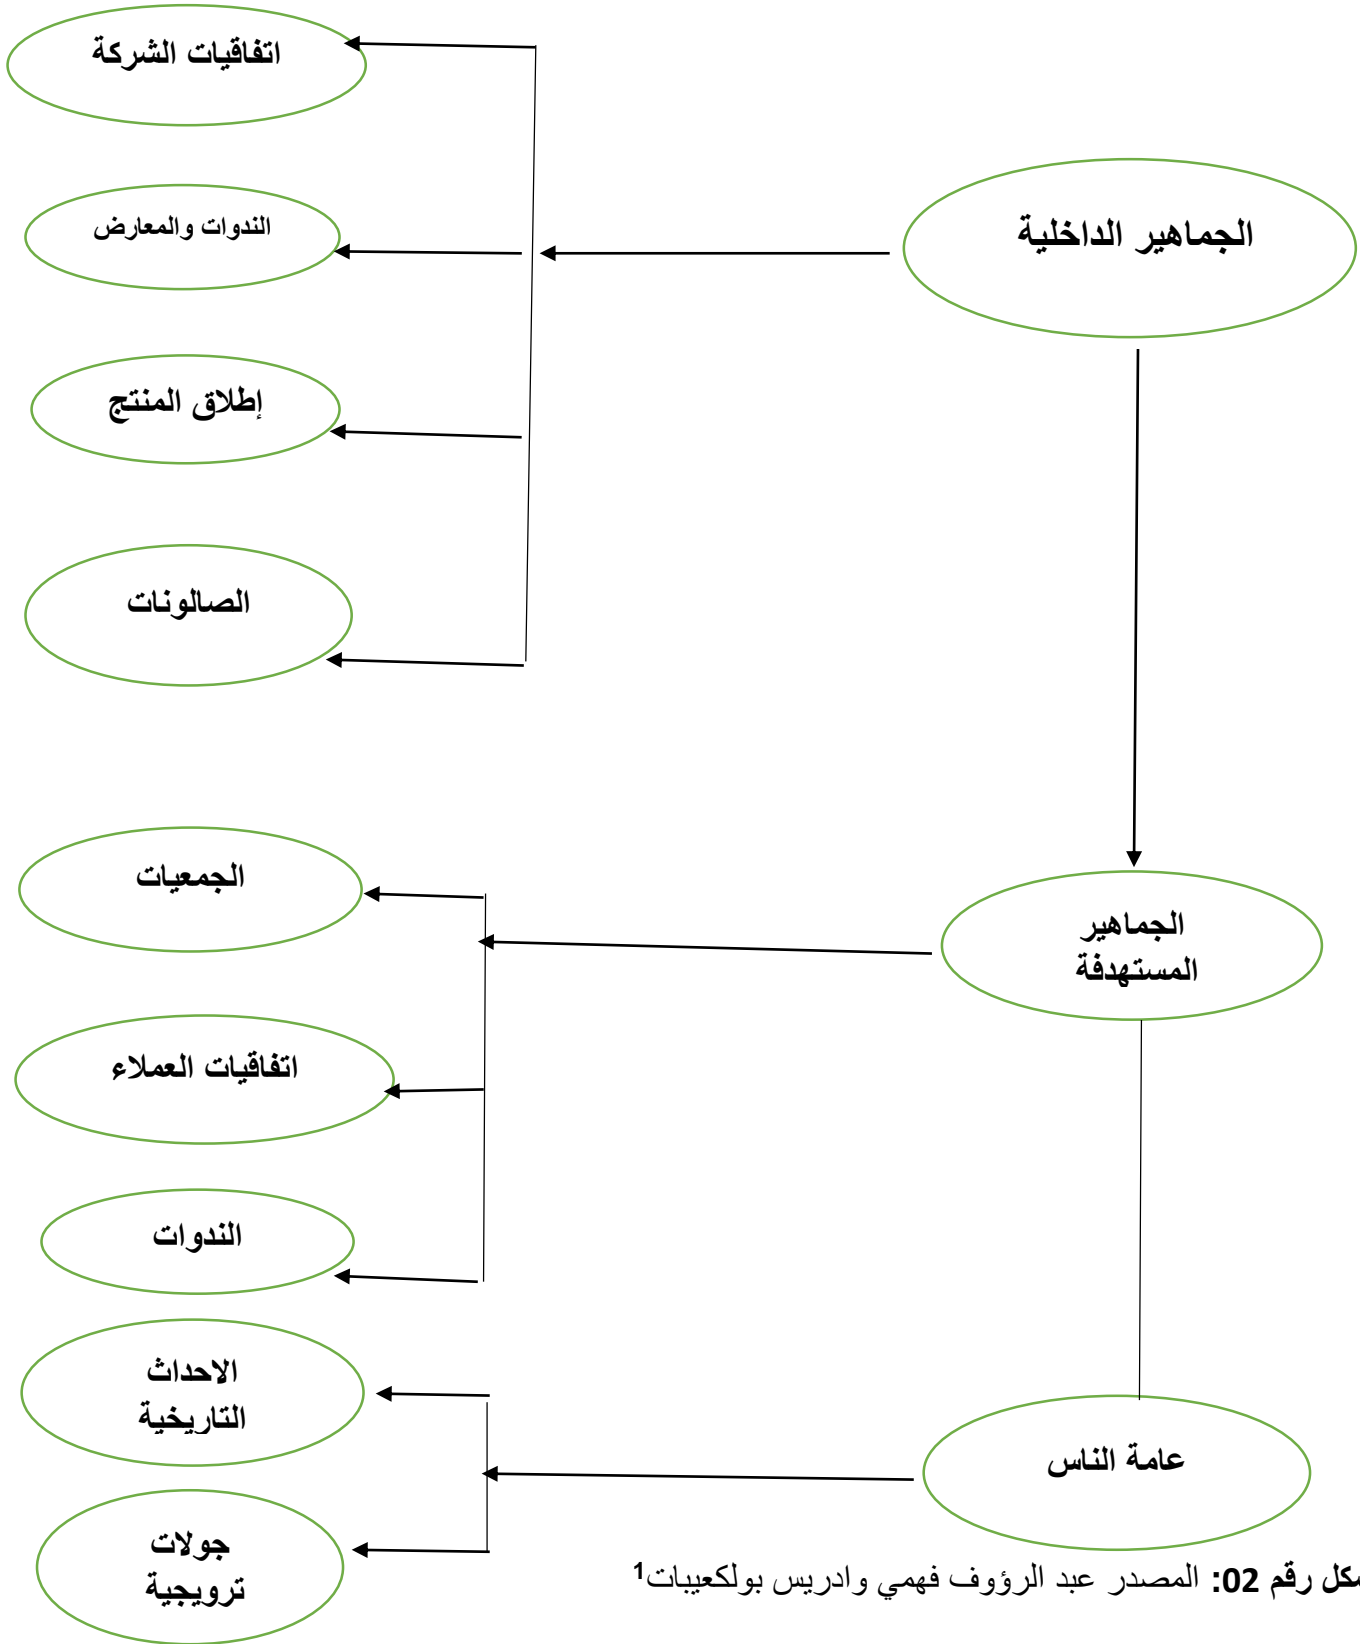 الجماهير الداخلية
اتفاقيات الشركة
الندوات والمعارض
إطلاق المنتج
الصالونات
الجماهير
المستهدفة
الجمعيات
اتفاقيات العملاء
الندوات
عامة الناس
الاحداث
التاريخية
جولات
ترويجية
رقم 02: المصدر عبد الرؤوف فهمي وادريس بولكعيبات1